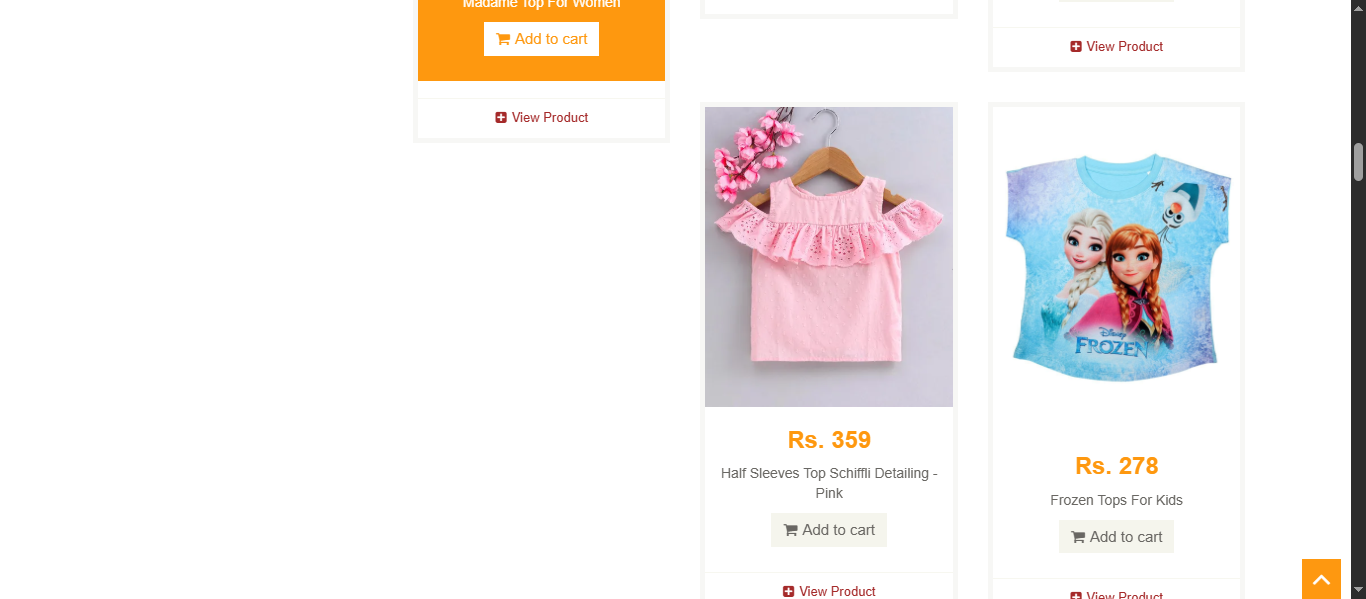 Madame Top For Women
Add to cart
View Product
View Product
Disney
FROZEN
Rs. 359
Half Sleeves Top Schiffli Detailing -
Pink
Add to cart
View Product
Rs. 278
Frozen Tops For Kids
Add to cart
View Product